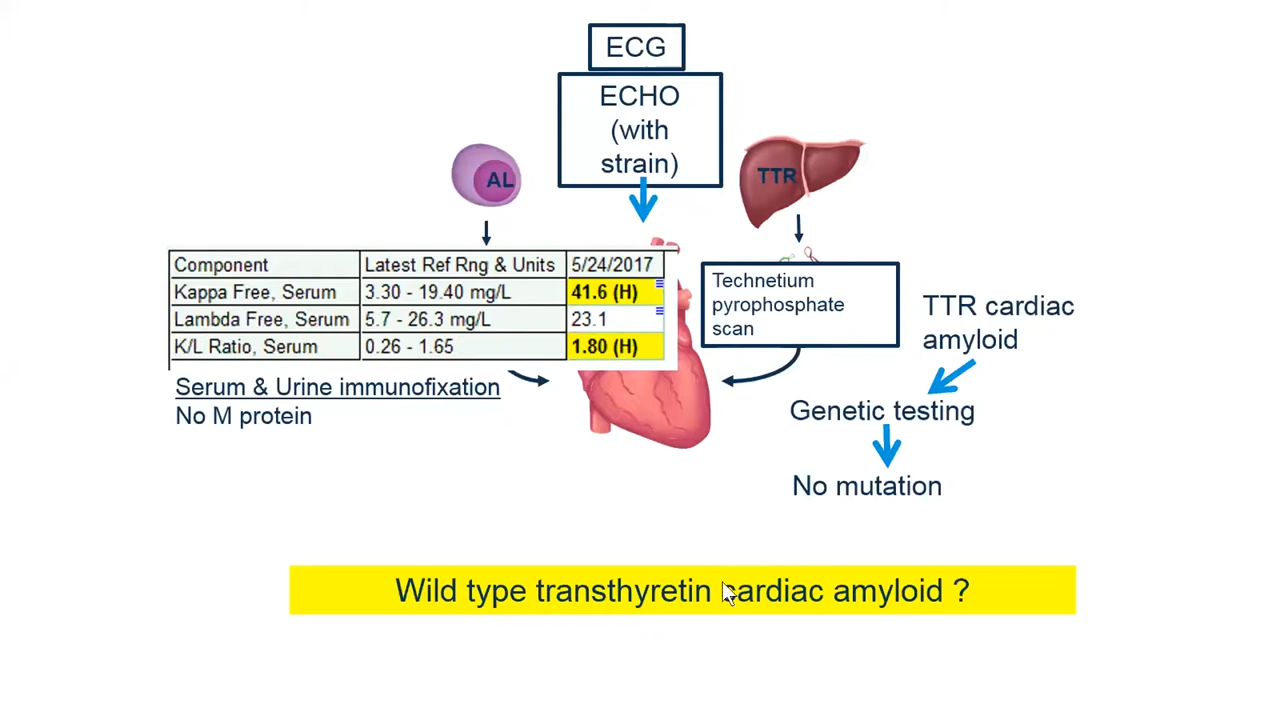 ECG
ECHO
(with
strain)
AL
TTR
Component Latest Ref Rng & Units 5/24/2017
Kappa Free, Serum 3.30 - 19.40 mg/L 41.6 (H)
Lambda Free, Serum 5.7 - 26.3 mg/L 23.1
K/L Ratio, Serum 0.26 - 1.65 1.80 (H)
Serum & Urine immunofixation
No M protein
Technetium
pyrophosphate
scan
TTR cardiac
amyloid
Genetic testing
No mutation
Wild type transthyretin cardiac amyloid ?